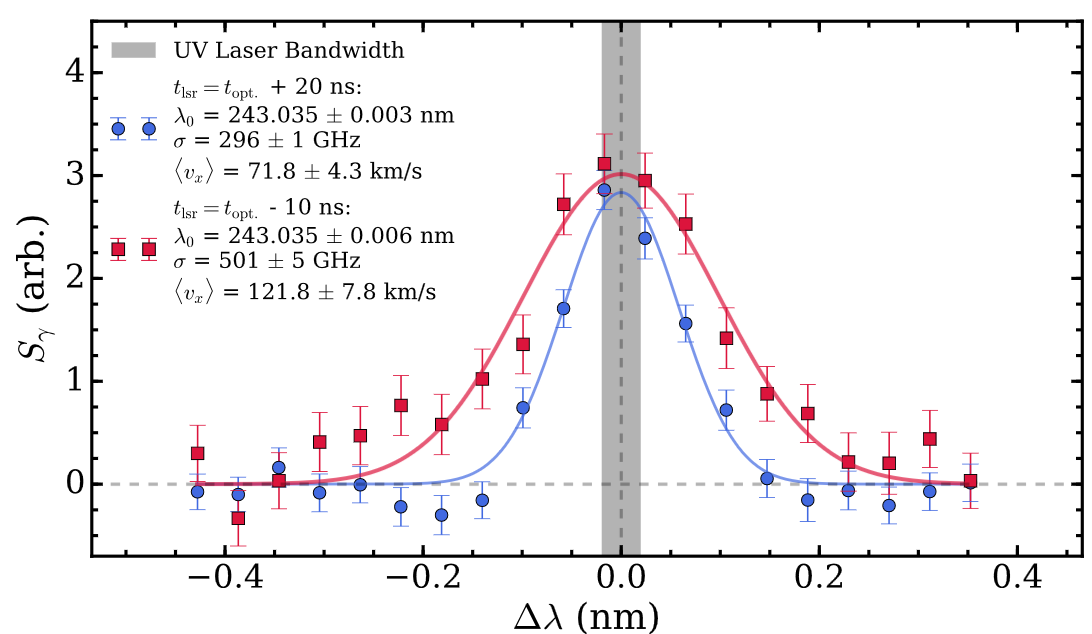 UV Laser Bandwidth
t_lsr = t_opt. + 20 ns:
λ₀ = 243.035 ± 0.003 nm
σ = 296 ± 1 GHz
⟨v_x⟩ = 71.8 ± 4.3 km/s
t_lsr = t_opt. - 10 ns:
λ₀ = 243.035 ± 0.006 nm
σ = 501 ± 5 GHz
⟨v_x⟩ = 121.8 ± 7.8 km/s
S_γ (arb.)
4
3
2
1
0
−0.4 −0.2 0.0 0.2 0.4
Δλ (nm)